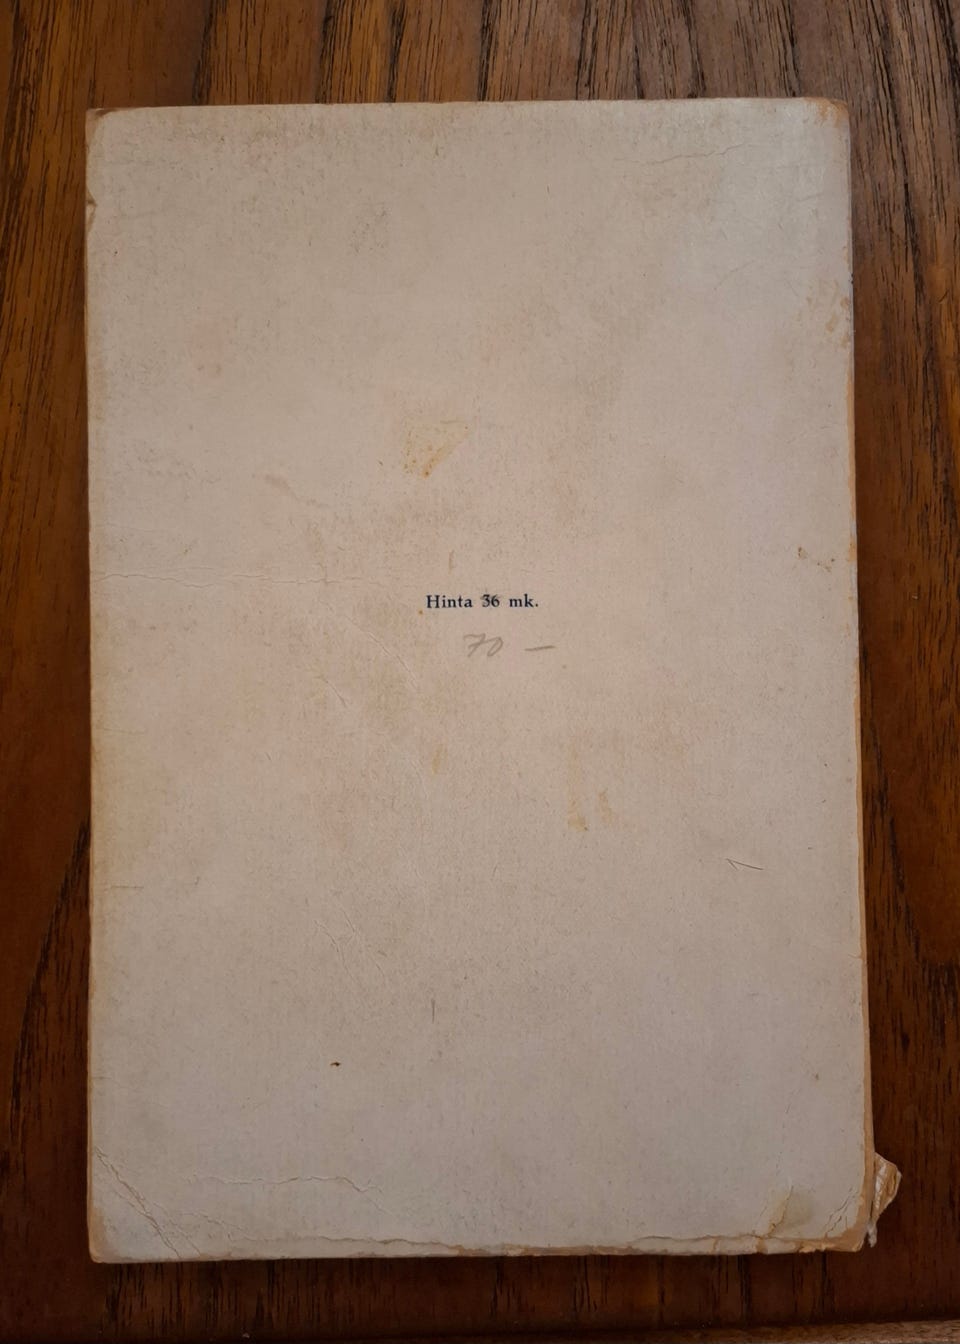 Hinta 36 mk.
70 —